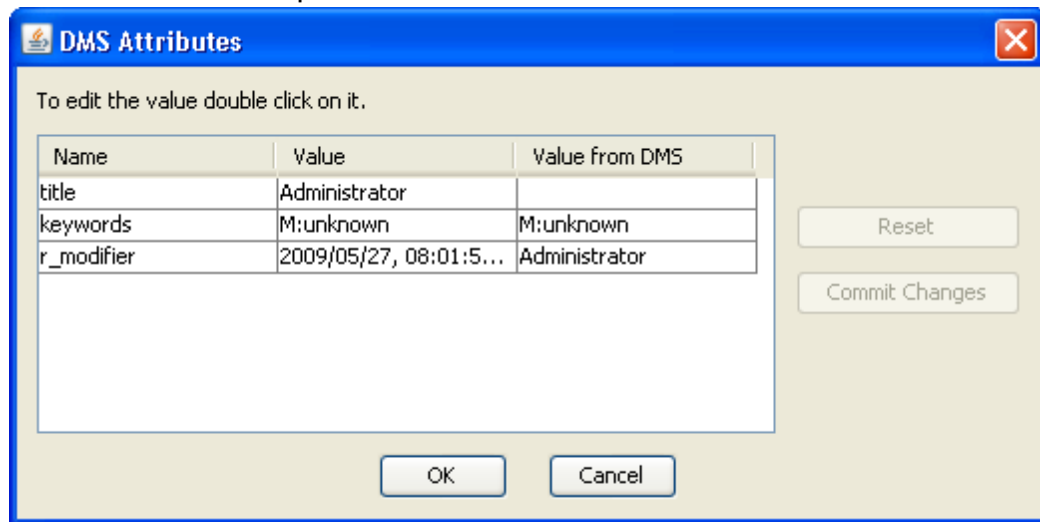 DMS Attributes
To edit the value double click on it.
Name Value Value from DMS
title Administrator
keywords M:unknown M:unknown
r_modifier 2009/05/27, 08:01:5... Administrator
Reset
Commit Changes
OK Cancel